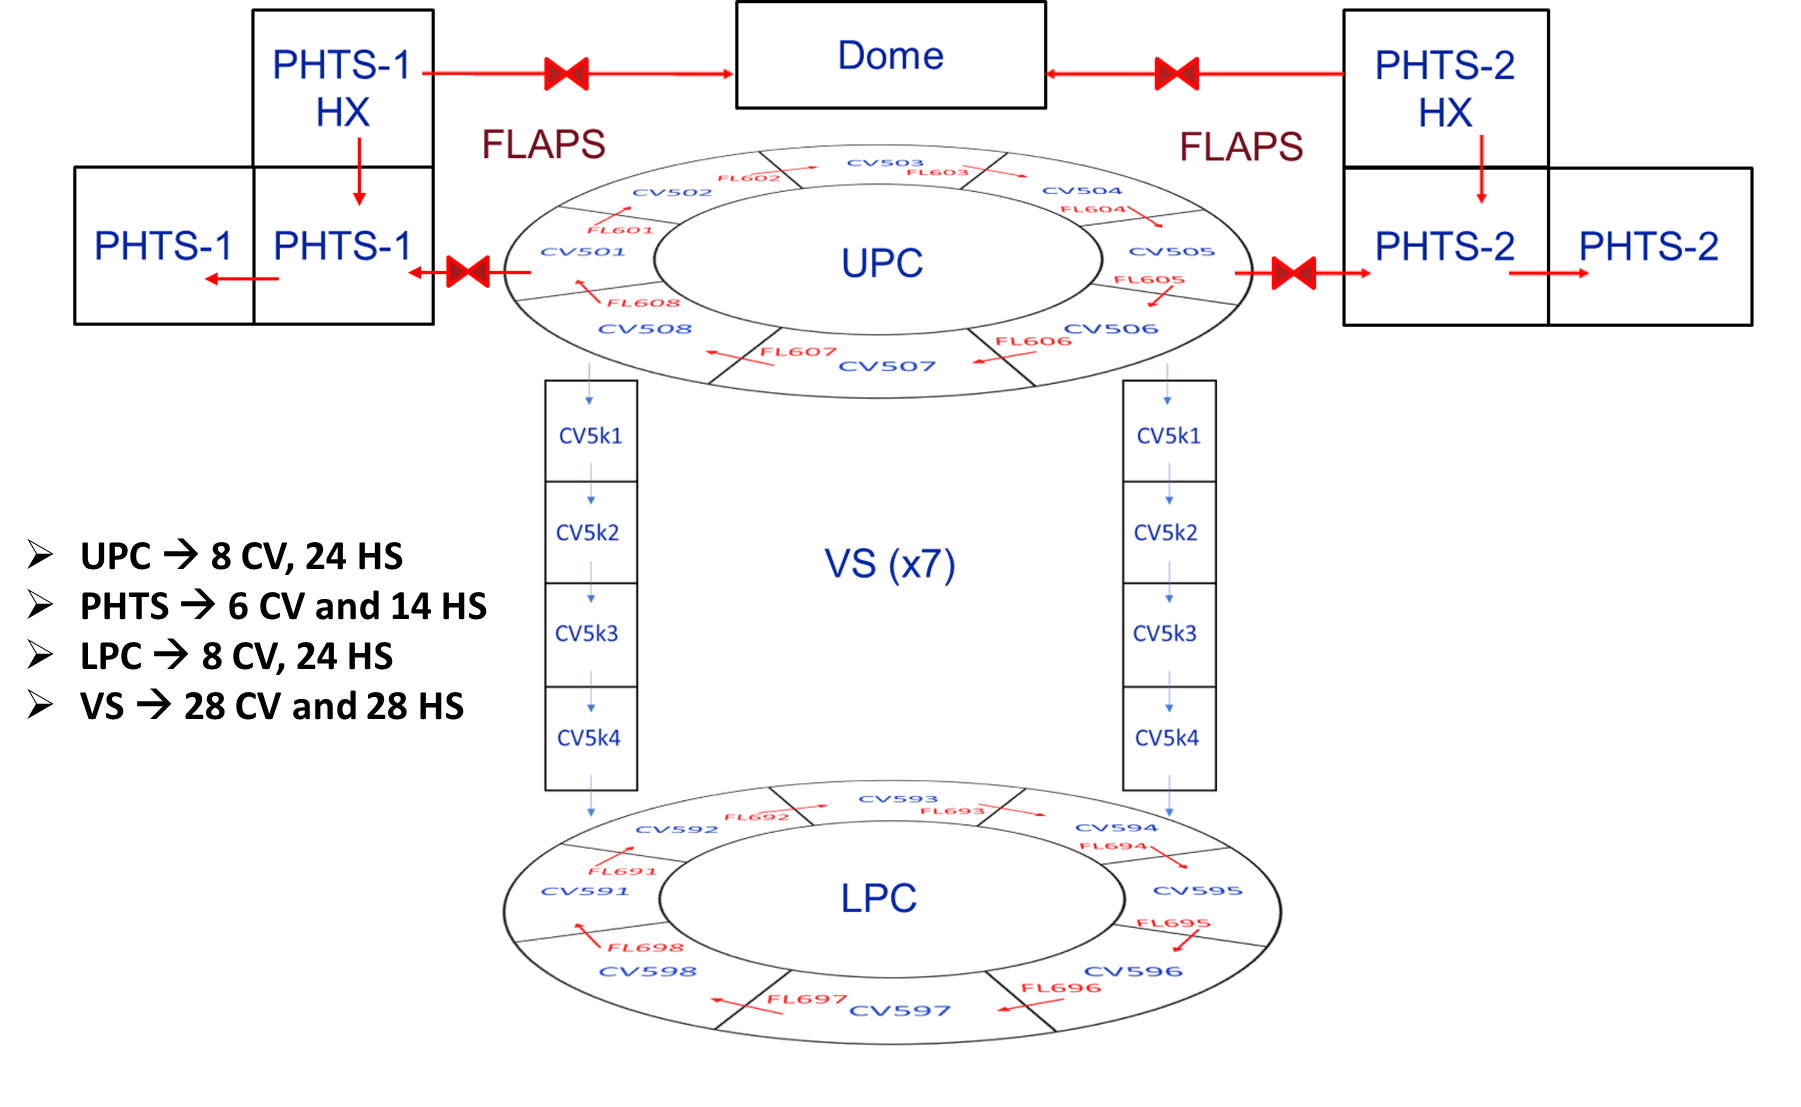 PHTS-1
HX
Dome
PHTS-2
HX
FLAPS
FLAPS
PHTS-1
PHTS-1
PHTS-2
PHTS-2
CV503
FL602
FL603
CV502
CV504
FL601
FL604
CV501
CV505
UPC
FL608
FL605
CV508
CV506
FL607
FL606
CV507
CV5k1
CV5k1
CV5k2
CV5k2
VS (x7)
CV5k3
CV5k3
CV5k4
CV5k4
➢ UPC → 8 CV, 24 HS
➢ PHTS → 6 CV and 14 HS
➢ LPC → 8 CV, 24 HS
➢ VS → 28 CV and 28 HS
CV593
FL692
FL693
CV592
CV594
FL691
FL694
CV591
CV595
LPC
FL698
FL695
CV598
CV596
FL697
FL696
CV597